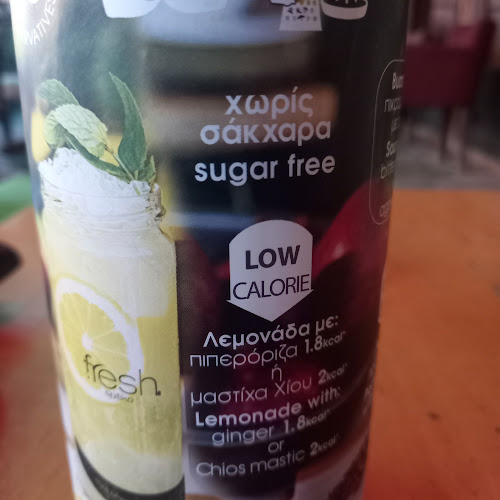 χωρίς
σάκχαρα
sugar free
LOW
CALORIE
Λεμονάδα με:
πιπερόριζα 1.8kcal*
ή
μαστίχα Χίου 2kcal*
Lemonade with:
ginger 1.8kcal*
or
Chios mastic 2kcal*
fresh.